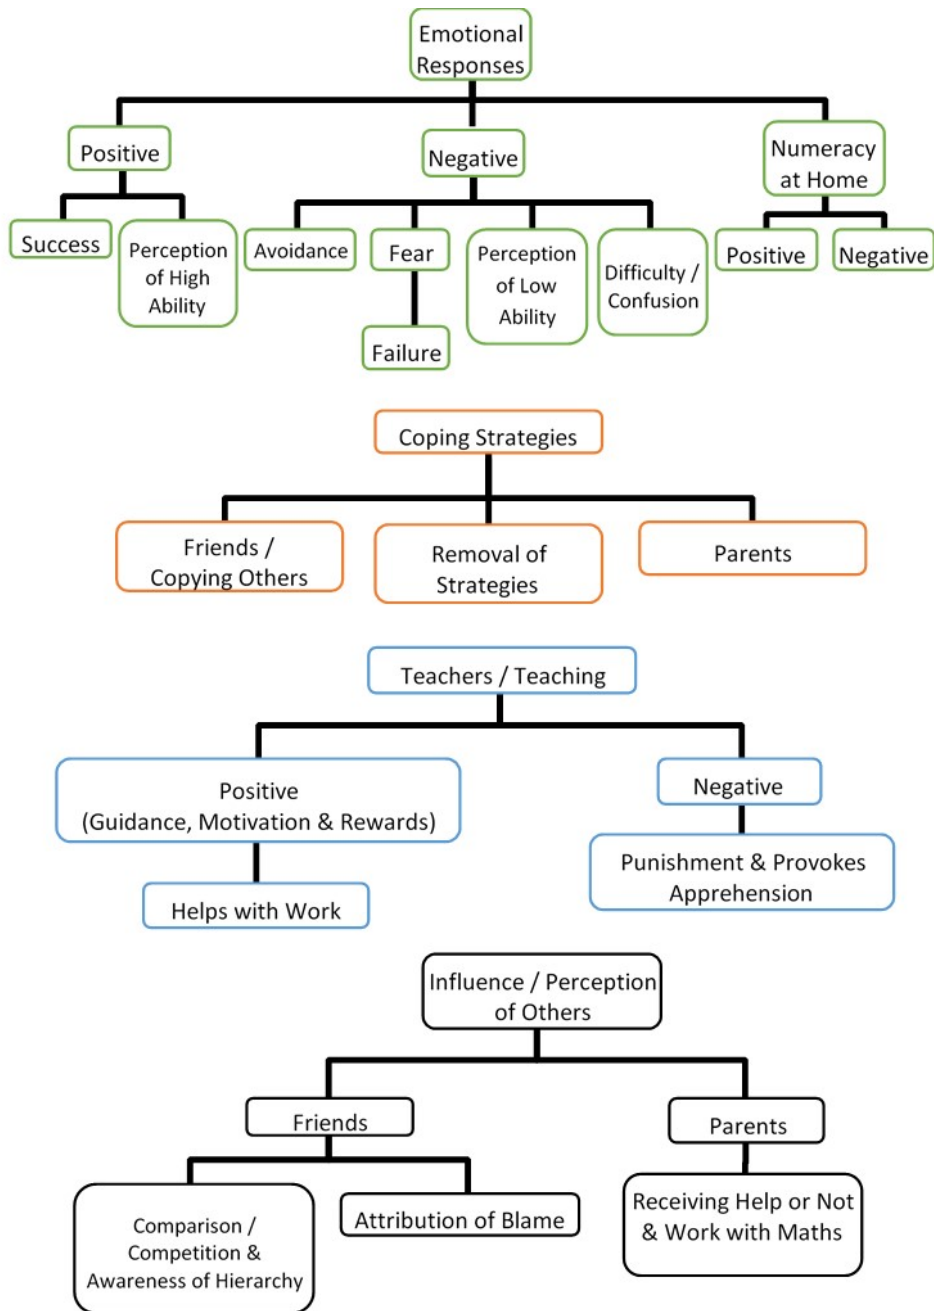 Emotional
Responses
Positive
Negative
Numeracy
at Home
Success
Perception
of High
Ability
Avoidance
Fear
Perception
of Low
Ability
Difficulty /
Confusion
Positive
Negative
Failure
Coping Strategies
Friends /
Copying Others
Removal of
Strategies
Parents
Teachers / Teaching
Positive
(Guidance, Motivation & Rewards)
Negative
Helps with Work
Punishment & Provokes
Apprehension
Influence / Perception
of Others
Friends
Parents
Comparison /
Competition &
Awareness of Hierarchy
Attribution of Blame
Receiving Help or Not
& Work with Maths